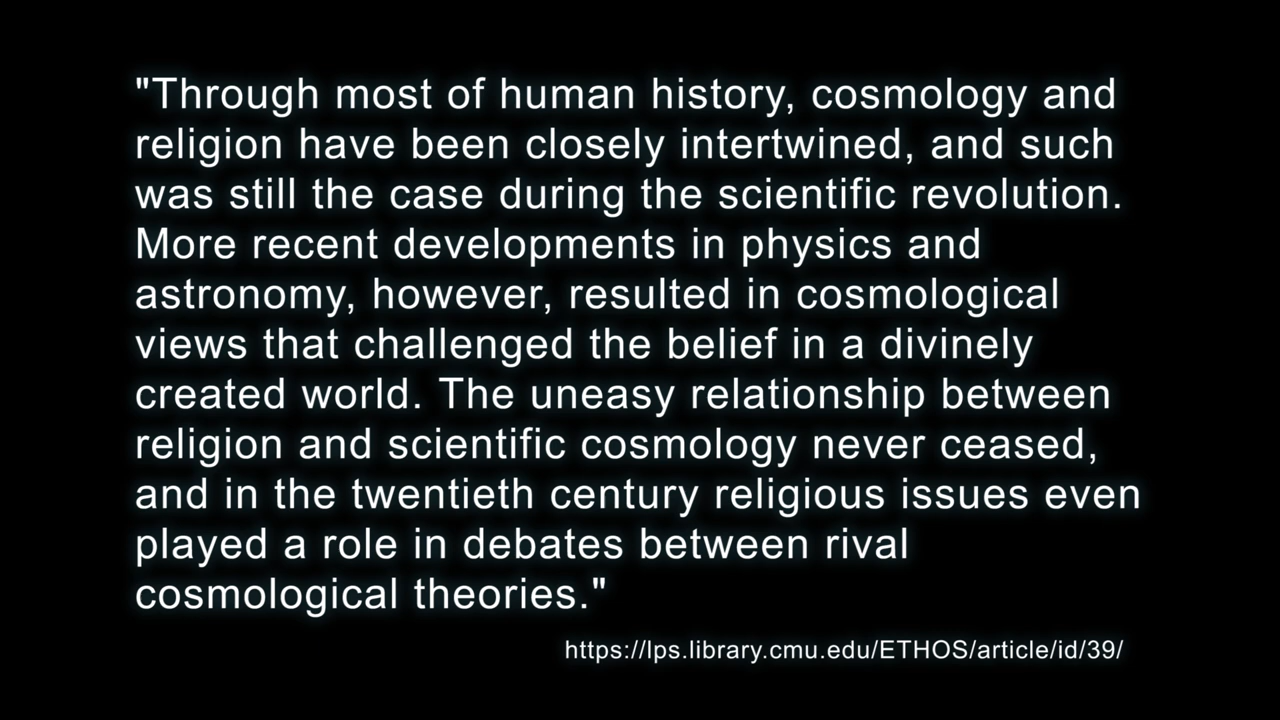 "Through most of human history, cosmology and
religion have been closely intertwined, and such
was still the case during the scientific revolution.
More recent developments in physics and
astronomy, however, resulted in cosmological
views that challenged the belief in a divinely
created world. The uneasy relationship between
religion and scientific cosmology never ceased,
and in the twentieth century religious issues even
played a role in debates between rival
cosmological theories."
https://lps.library.cmu.edu/ETHOS/article/id/39/